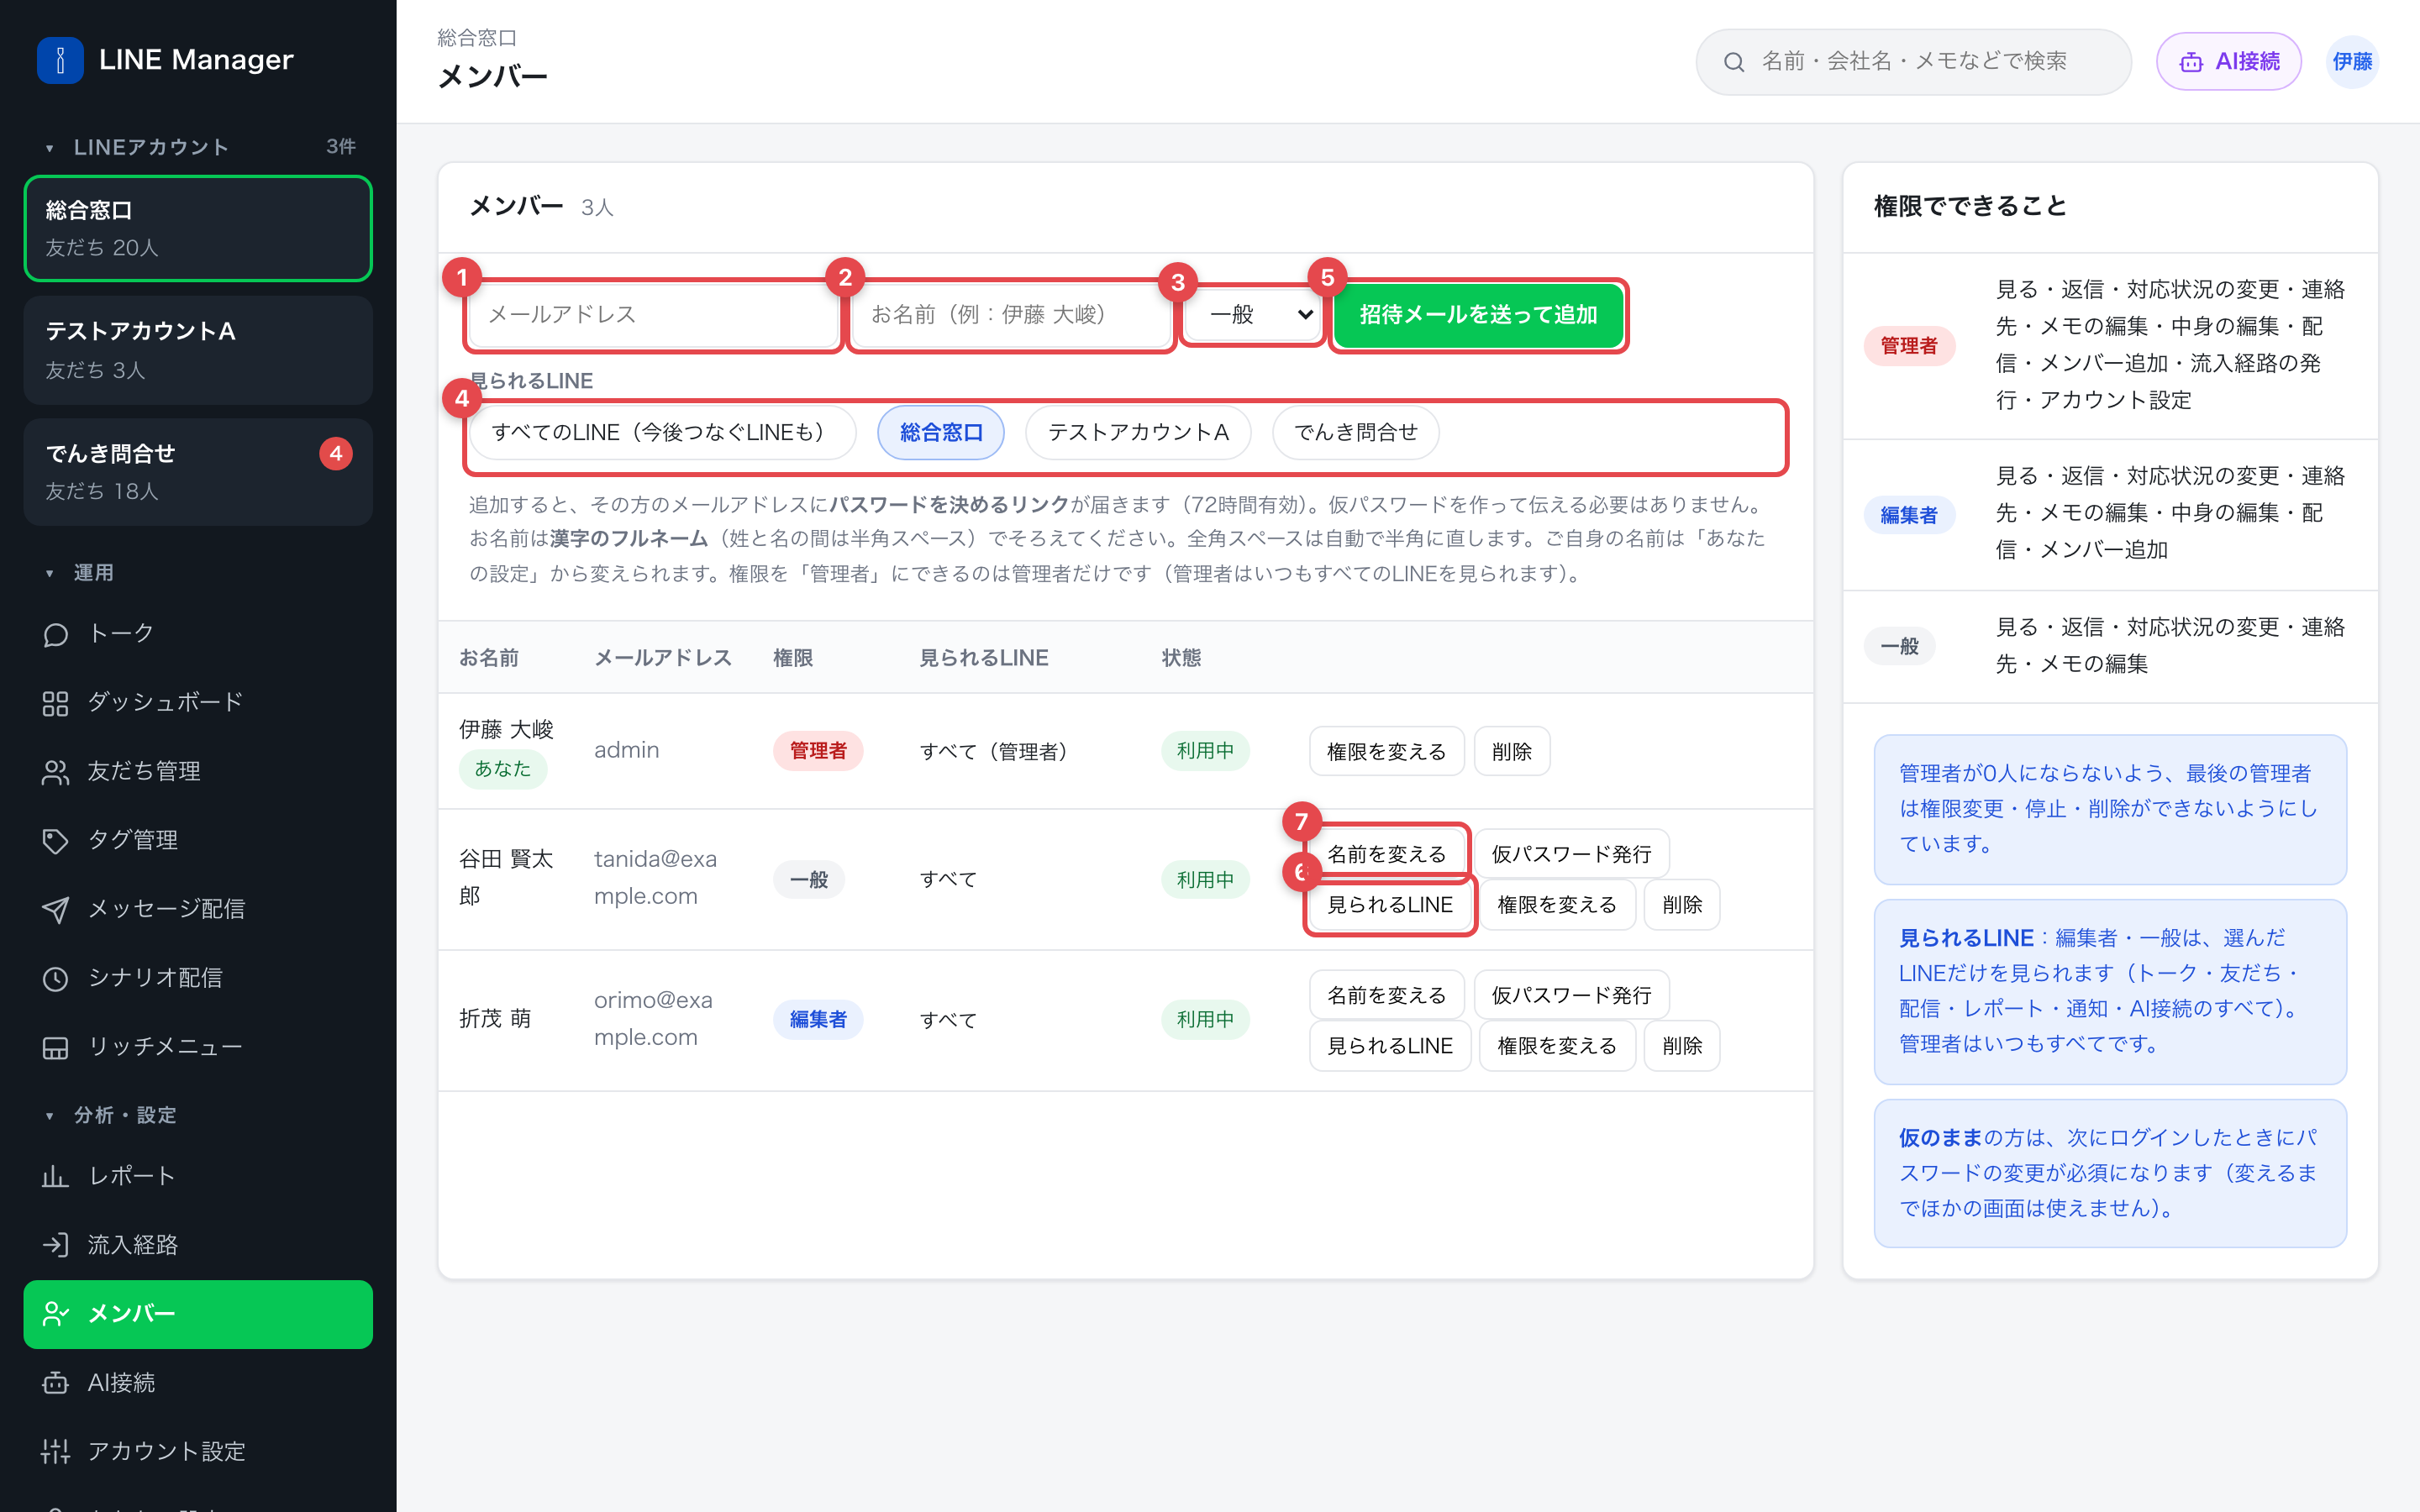 LINE Manager
LINEアカウント 3件
総合窓口
友だち 20人
テストアカウントA
友だち 3人
でんき問合せ 4
友だち 18人
運用
トーク
ダッシュボード
友だち管理
タグ管理
メッセージ配信
シナリオ配信
リッチメニュー
分析・設定
レポート
流入経路
メンバー
AI接続
アカウント設定
総合窓口
メンバー
名前・会社名・メモなどで検索
AI接続
伊藤
メンバー 3人
1 2 3 5
メールアドレス お名前（例：伊藤 大峻） 一般 招待メールを送って追加
見られるLINE
4
すべてのLINE（今後つなぐLINEも） 総合窓口 テストアカウントA でんき問合せ
追加すると、その方のメールアドレスにパスワードを決めるリンクが届きます（72時間有効）。仮パスワードを作って伝える必要はありません。
お名前は漢字のフルネーム（姓と名の間は半角スペース）でそろえてください。全角スペースは自動で半角に直します。ご自身の名前は「あなた
の設定」から変えられます。権限を「管理者」にできるのは管理者だけです（管理者はいつもすべてのLINEを見られます）。
お名前 メールアドレス 権限 見られるLINE 状態
伊藤 大峻
あなた
admin 管理者 すべて（管理者） 利用中 権限を変える 削除
谷田 賢太
郎
tanida@exa
mple.com
一般 すべて 利用中
7 名前を変える 仮パスワード発行
6 見られるLINE 権限を変える 削除
折茂 萌
orimo@exa
mple.com
編集者 すべて 利用中
名前を変える 仮パスワード発行
見られるLINE 権限を変える 削除
権限でできること
管理者
見る・返信・対応状況の変更・連絡
先・メモの編集・中身の編集・配
信・メンバー追加・流入経路の発
行・アカウント設定
編集者
見る・返信・対応状況の変更・連絡
先・メモの編集・中身の編集・配
信・メンバー追加
一般
見る・返信・対応状況の変更・連絡
先・メモの編集
管理者が0人にならないよう、最後の管理者
は権限変更・停止・削除ができないようにし
ています。
見られるLINE：編集者・一般は、選んだ
LINEだけを見られます（トーク・友だち・
配信・レポート・通知・AI接続のすべて）。
管理者はいつもすべてです。
仮のままの方は、次にログインしたときにパ
スワードの変更が必須になります（変えるま
でほかの画面は使えません）。